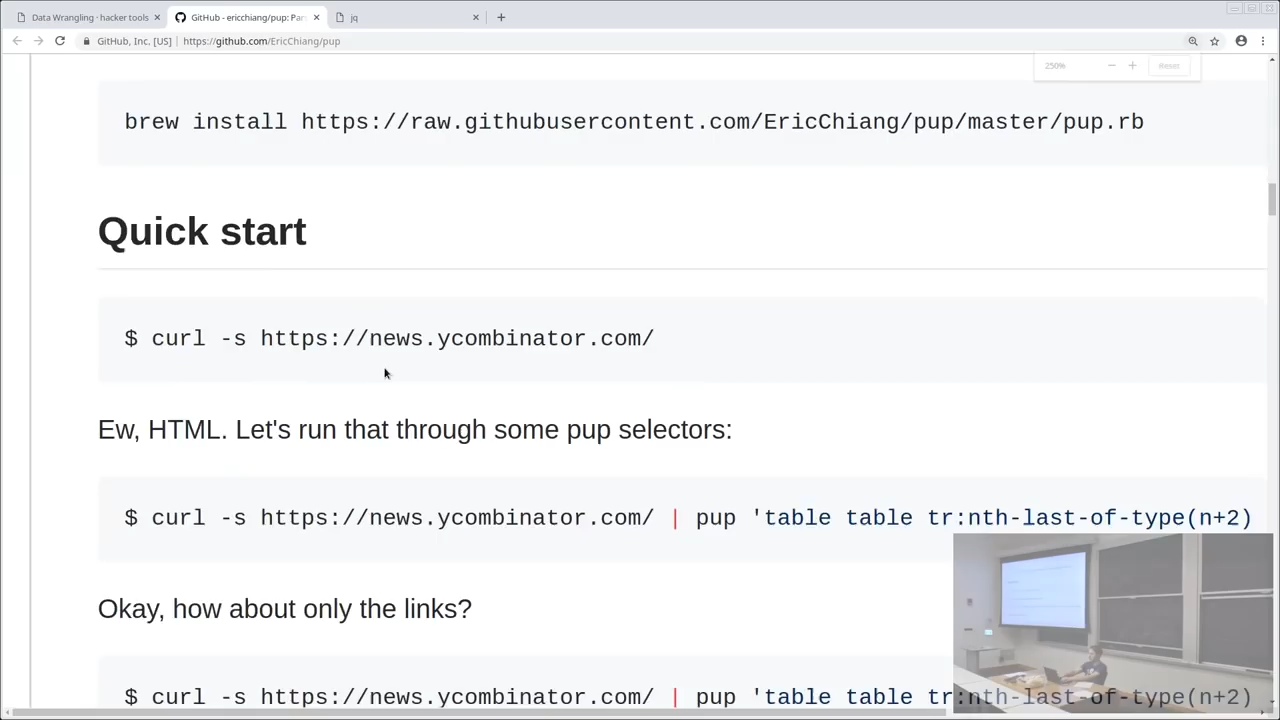 Data Wrangling · hacker tools
GitHub - ericchiang/pup: Par
jq
GitHub, Inc. [US]
https://github.com/EricChiang/pup
250%
Reset
brew install https://raw.githubusercontent.com/EricChiang/pup/master/pup.rb
Quick start
$ curl -s https://news.ycombinator.com/
Ew, HTML. Let's run that through some pup selectors:
$ curl -s https://news.ycombinator.com/ | pup 'table table tr:nth-last-of-type(n+2)
Okay, how about only the links?
$ curl -s https://news.ycombinator.com/ | pup 'table table tr:nth-last-of-type(n+2)